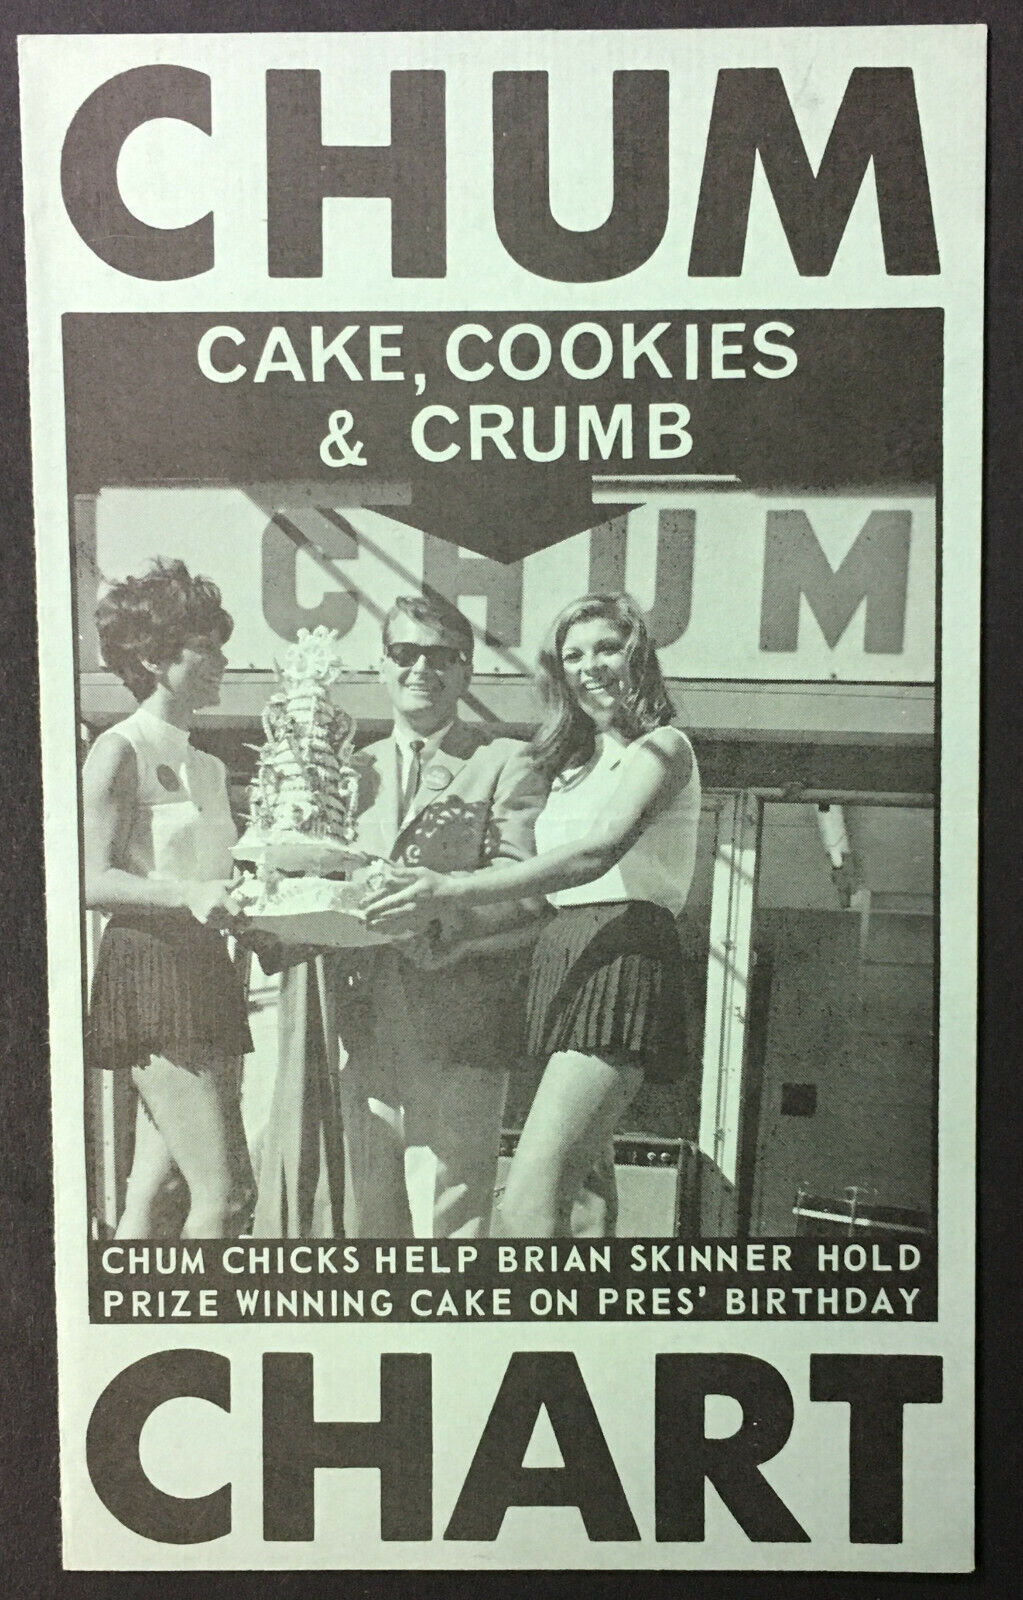 CHUM
CAKE, COOKIES
& CRUMB
CHUM
CHUM CHICKS HELP BRIAN SKINNER HOLD
PRIZE WINNING CAKE ON PRES' BIRTHDAY
CHART